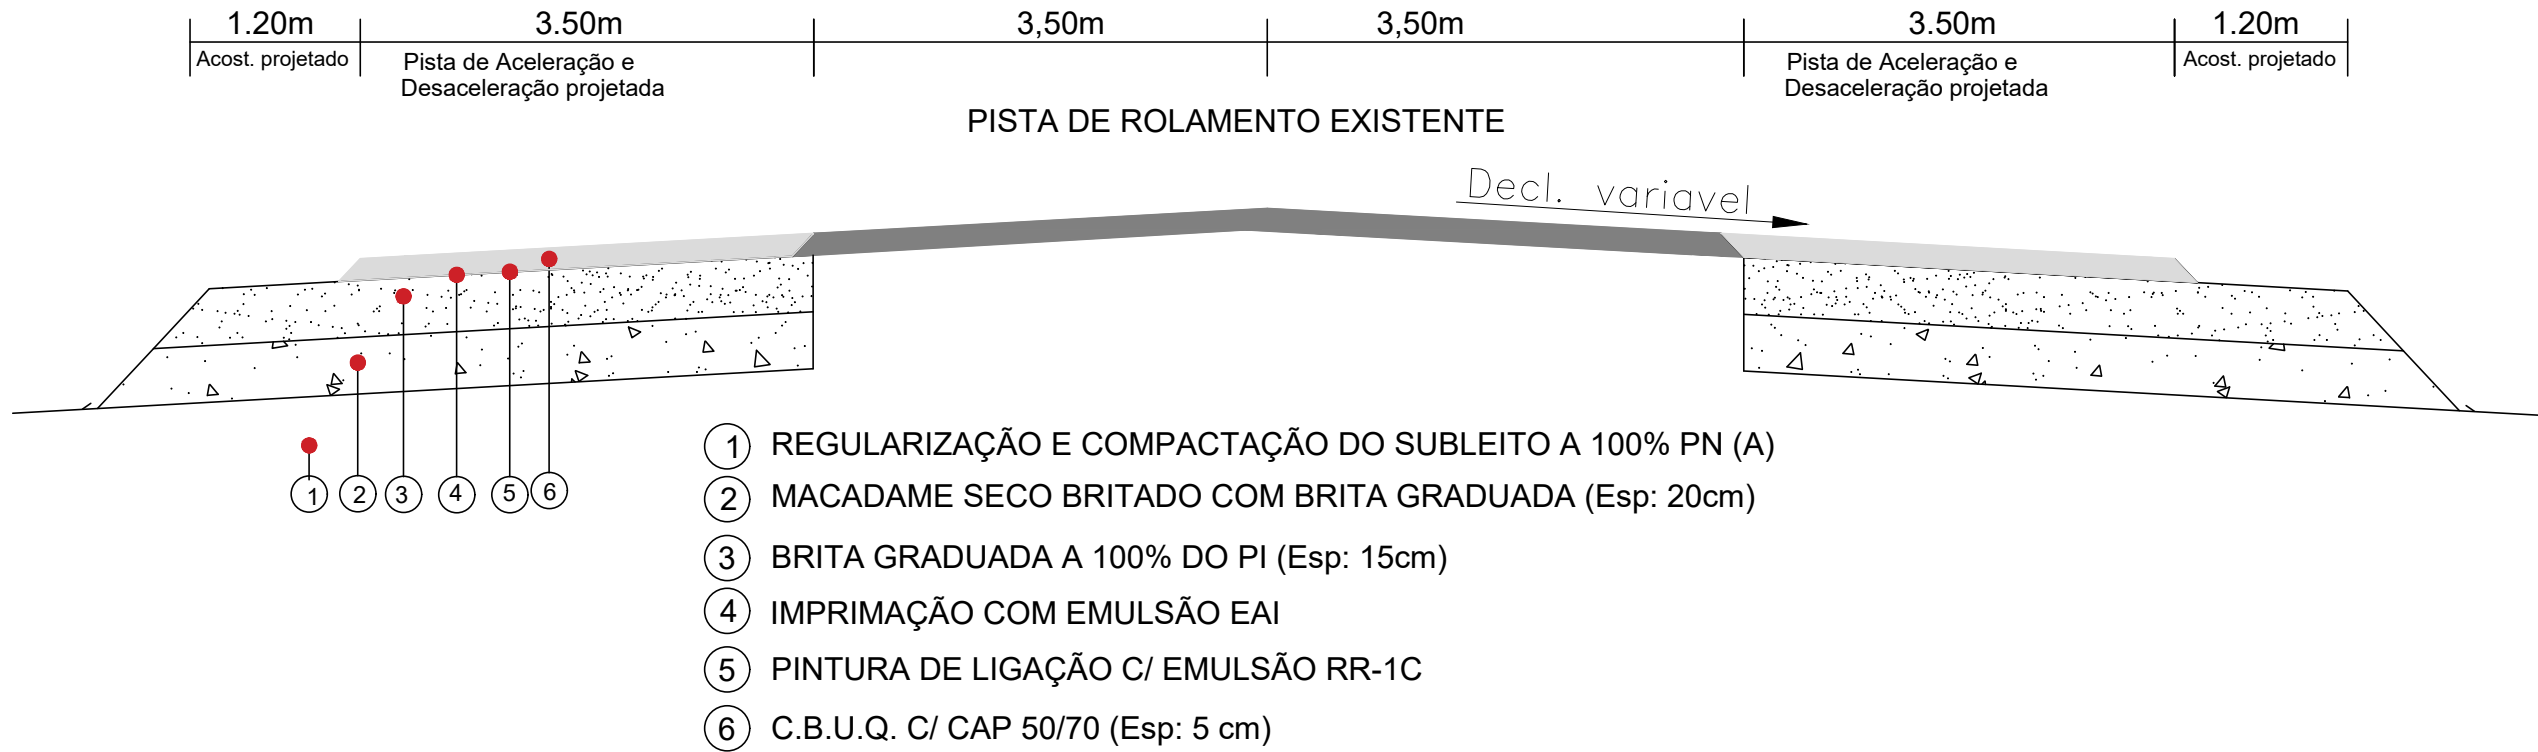 1.20m 3.50m 3,50m 3,50m 3.50m 1.20m
Acost. projetado Pista de Aceleração e Pista de Aceleração e Acost. projetado
Desaceleração projetada Desaceleração projetada
PISTA DE ROLAMENTO EXISTENTE
Decl. variavel
1 REGULARIZAÇÃO E COMPACTAÇÃO DO SUBLEITO A 100% PN (A)
1 2 3 4 5 6
2 MACADAME SECO BRITADO COM BRITA GRADUADA (Esp: 20cm)
3 BRITA GRADUADA A 100% DO PI (Esp: 15cm)
4 IMPRIMAÇÃO COM EMULSÃO EAI
5 PINTURA DE LIGAÇÃO C/ EMULSÃO RR-1C
6 C.B.U.Q. C/ CAP 50/70 (Esp: 5 cm)